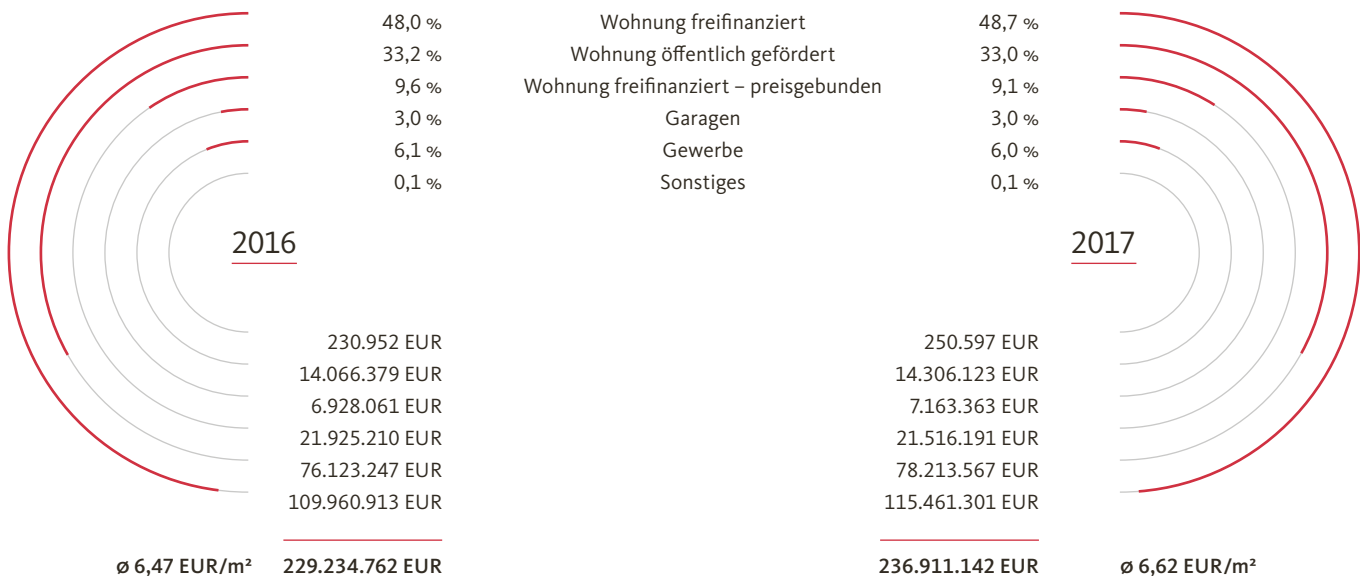 48,0 % Wohnung freifinanziert 48,7 %
33,2 % Wohnung öffentlich gefördert 33,0 %
9,6 % Wohnung freifinanziert – preisgebunden 9,1 %
3,0 % Garagen 3,0 %
6,1 % Gewerbe 6,0 %
0,1 % Sonstiges 0,1 %
2016 2017
230.952 EUR 250.597 EUR
14.066.379 EUR 14.306.123 EUR
6.928.061 EUR 7.163.363 EUR
21.925.210 EUR 21.516.191 EUR
76.123.247 EUR 78.213.567 EUR
109.960.913 EUR 115.461.301 EUR
ø 6,47 EUR/m² 229.234.762 EUR 236.911.142 EUR ø 6,62 EUR/m²